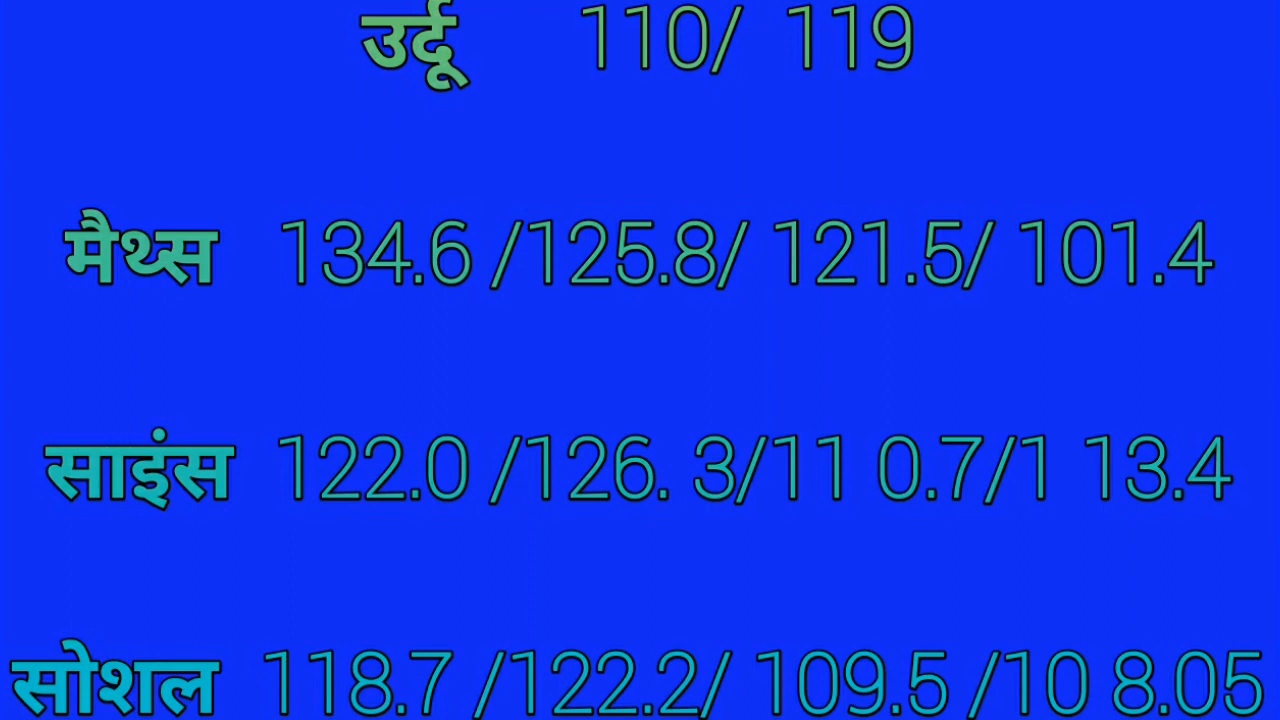 उर्दू 110/ 119
मैथ्स 134.6 /125.8/ 121.5/ 101.4
साइंस 122.0 /126. 3/11 0.7/1 13.4
सोशल 118.7 /122.2/ 109.5 /10 8.05